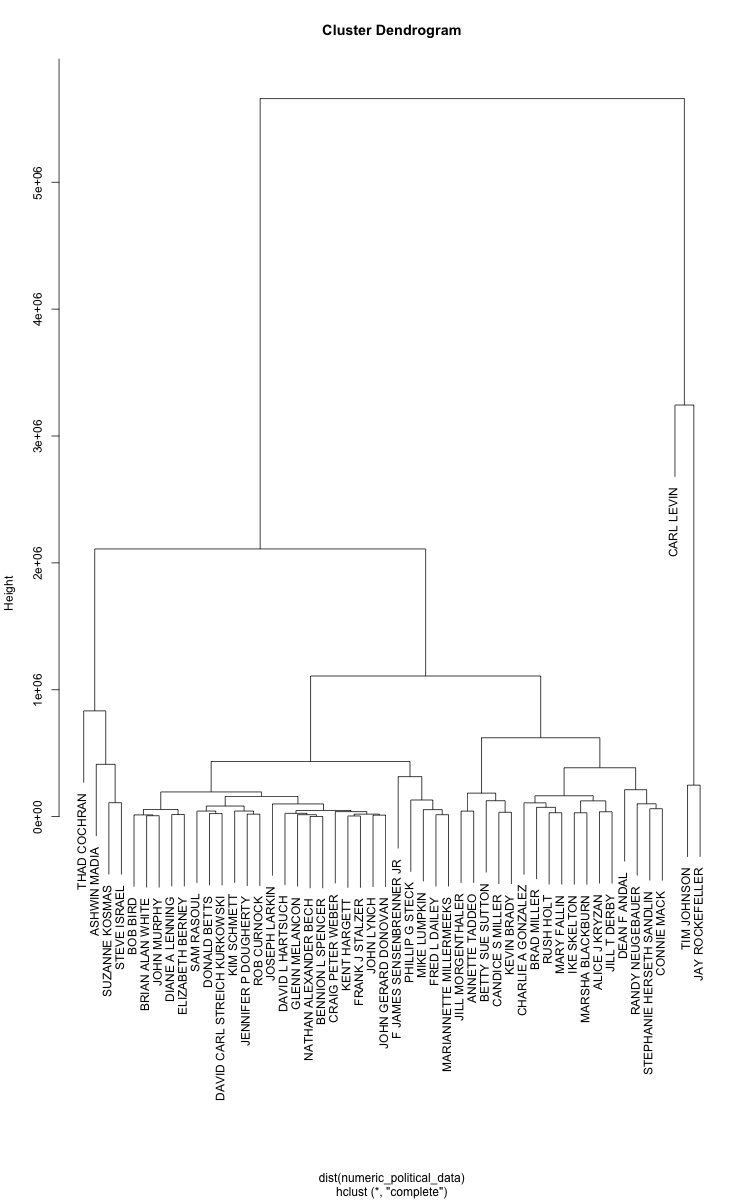 Cluster Dendrogram
Height
0e+00
1e+06
2e+06
3e+06
4e+06
5e+06
THAD COCHRAN
ASHWIN MADIA
SUZANNE KOSMAS
STEVE ISRAEL
BOB BIRD
BRIAN ALAN WHITE
JOHN MURPHY
DIANE A LENNING
ELIZABETH BERNEY
SAM RASOUL
DONALD BETTS
DAVID CARL STREICH KURKOWSKI
KIM SCHMETT
JENNIFER P DOUGHERTY
ROB CURNOCK
JOSEPH LARKIN
DAVID L HARTSUCH
GLENN MELANCON
NATHAN ALEXANDER BECH
BENNION L SPENCER
CRAIG PETER WEBER
KENT HARGETT
FRANK J STALZER
JOHN LYNCH
JOHN GERARD DONOVAN
F JAMES SENSENBRENNER JR
PHILLIP G STECK
MIKE LUMPKIN
FRED L DAILEY
MARIANNETTE MILLERMEEKS
JILL MORGENTHALER
ANNETTE TADDEO
BETTY SUE SUTTON
CANDICE S MILLER
KEVIN BRADY
CHARLIE A GONZALEZ
BRAD MILLER
RUSH HOLT
MARY FALLIN
IKE SKELTON
MARSHA BLACKBURN
ALICE J KRYZAN
JILL T DERBY
DEAN F ANDAL
RANDY NEUGEBAUER
STEPHANIE HERSETH SANDLIN
CONNIE MACK
CARL LEVIN
TIM JOHNSON
JAY ROCKEFELLER
dist(numeric_political_data)
hclust (*, "complete")